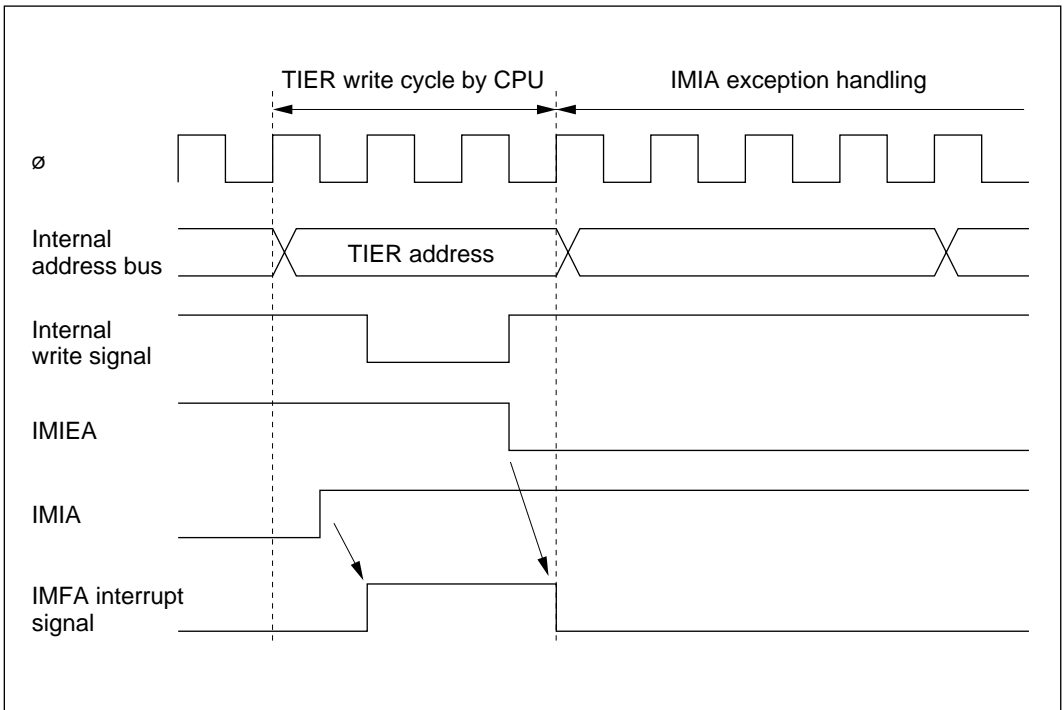 TIER write cycle by CPU
IMIA exception handling
ø
Internal
address bus
TIER address
Internal
write signal
IMIEA
IMIA
IMFA interrupt
signal